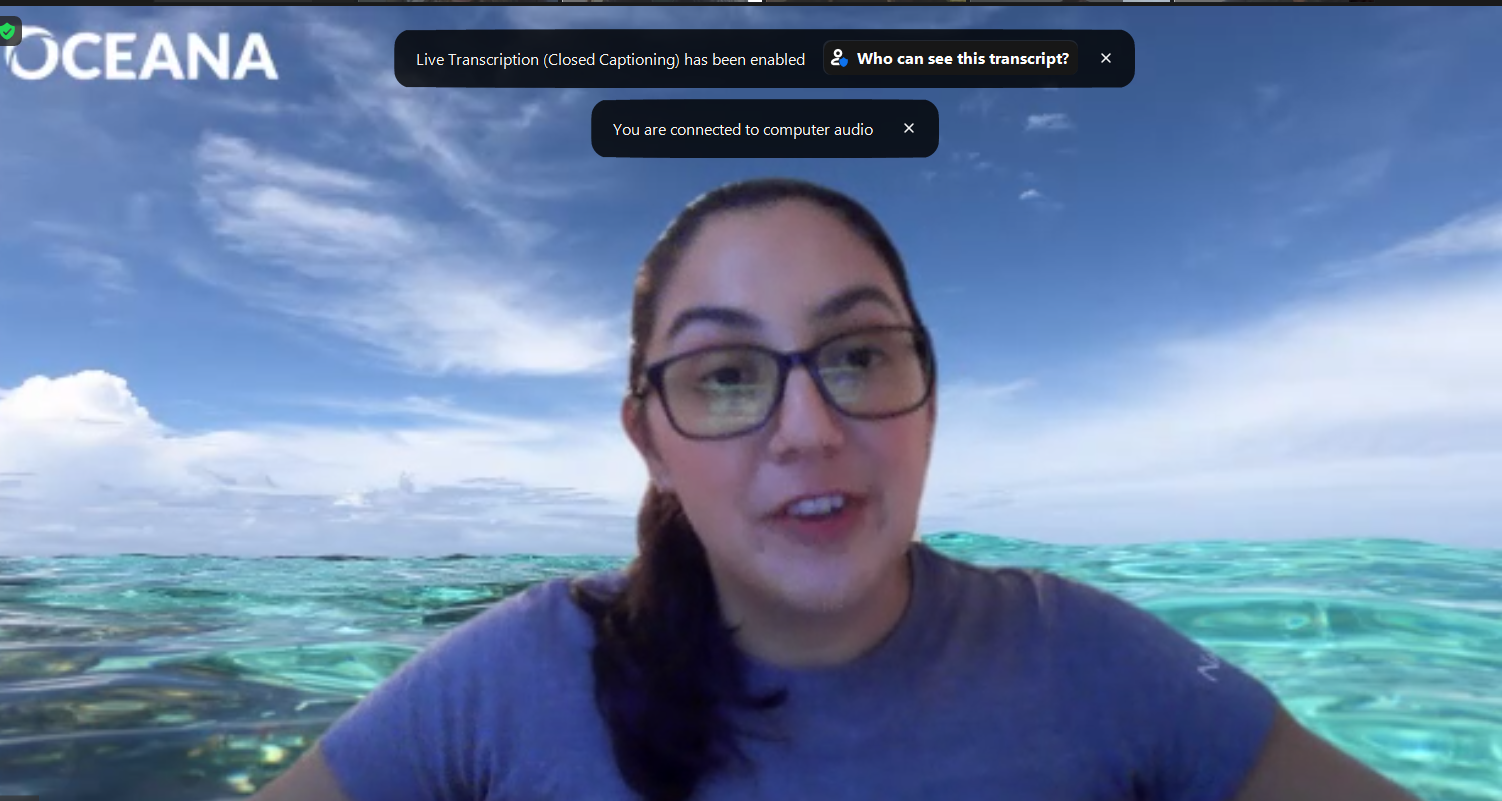 OCEANA
Live Transcription (Closed Captioning) has been enabled
Who can see this transcript?
You are connected to computer audio